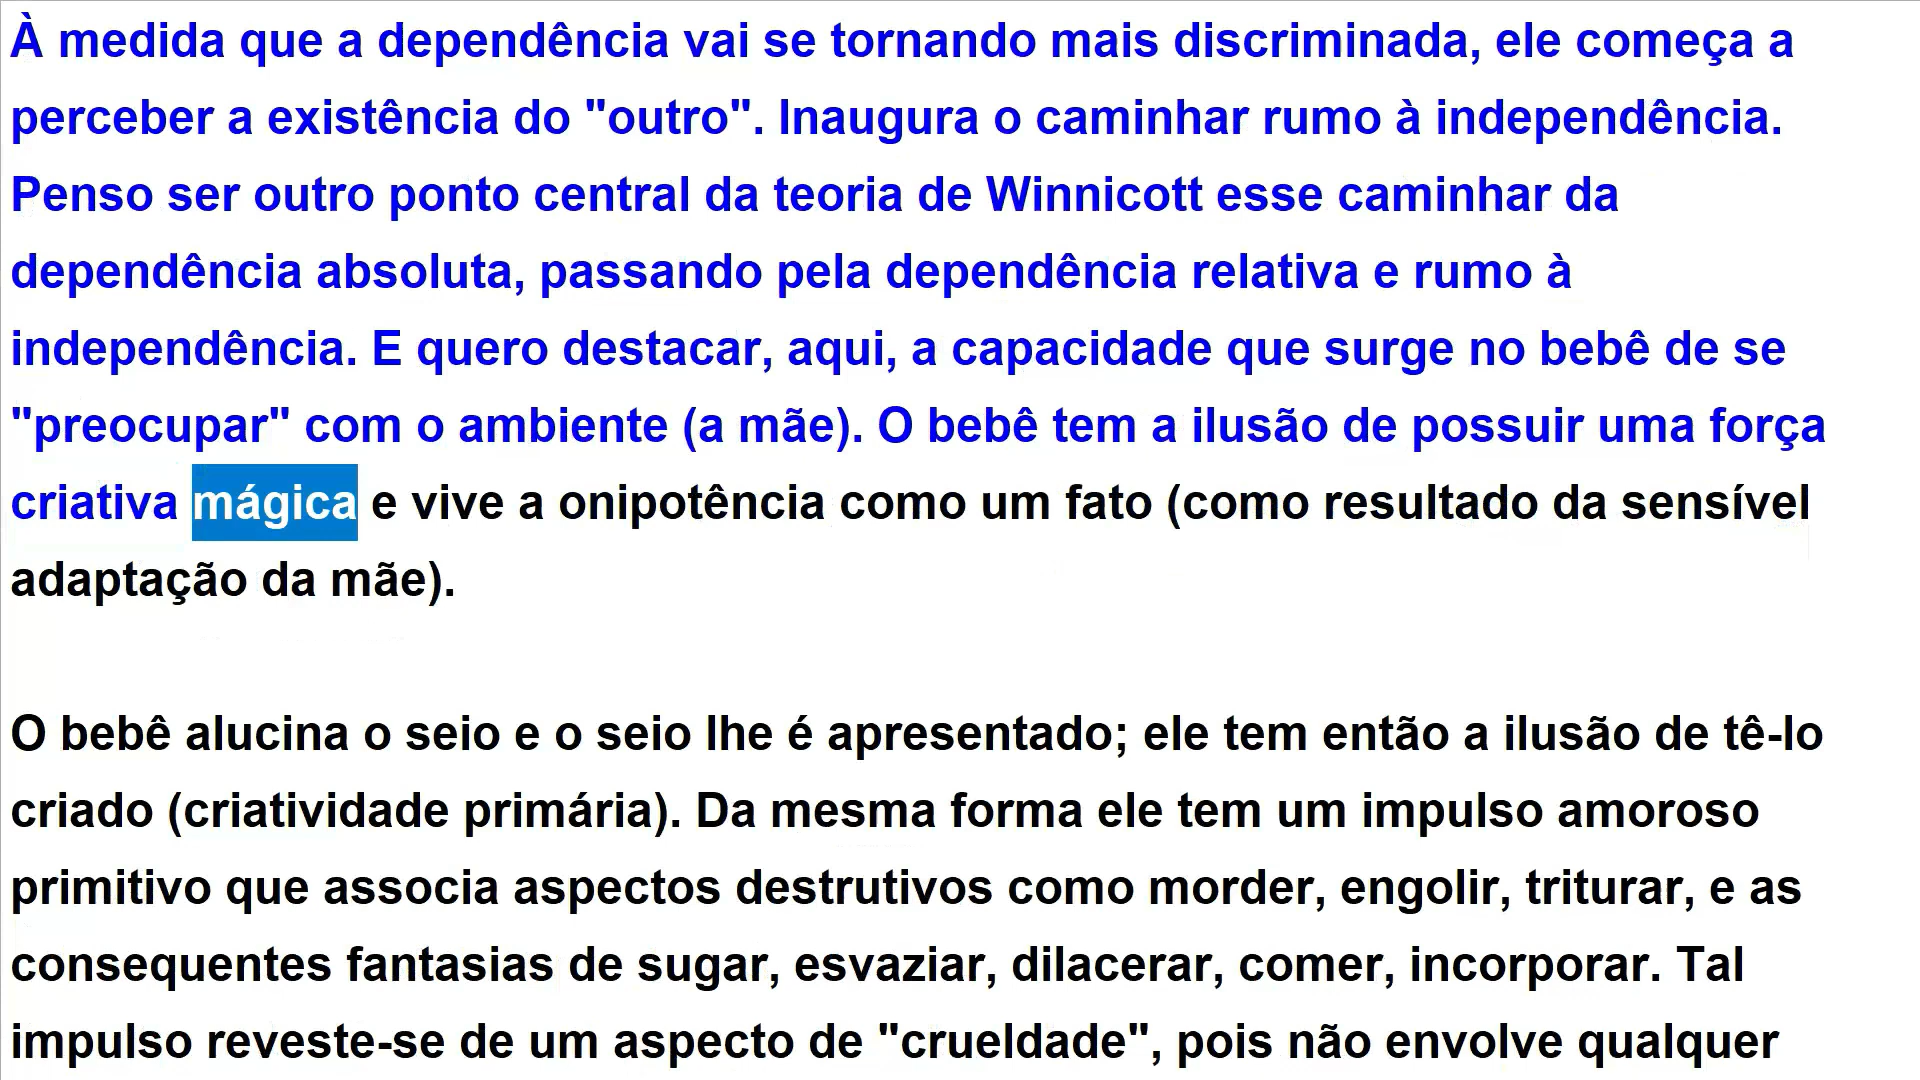 À medida que a dependência vai se tornando mais discriminada, ele começa a
perceber a existência do "outro". Inaugura o caminhar rumo à independência.
Penso ser outro ponto central da teoria de Winnicott esse caminhar da
dependência absoluta, passando pela dependência relativa e rumo à
independência. E quero destacar, aqui, a capacidade que surge no bebê de se
"preocupar" com o ambiente (a mãe). O bebê tem a ilusão de possuir uma força
criativa mágica e vive a onipotência como um fato (como resultado da sensível
adaptação da mãe).
O bebê alucina o seio e o seio lhe é apresentado; ele tem então a ilusão de tê-lo
criado (criatividade primária). Da mesma forma ele tem um impulso amoroso
primitivo que associa aspectos destrutivos como morder, engolir, triturar, e as
consequentes fantasias de sugar, esvaziar, dilacerar, comer, incorporar. Tal
impulso reveste-se de um aspecto de "crueldade", pois não envolve qualquer